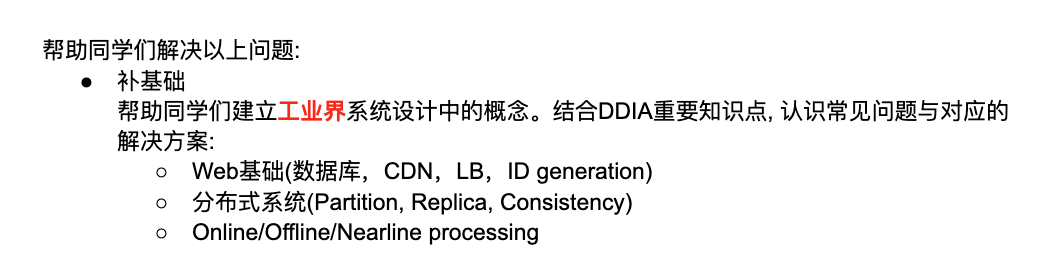 帮助同学们解决以上问题:
● 补基础
帮助同学们建立工业界系统设计中的概念。结合DDIA重要知识点, 认识常见问题与对应的
解决方案:
○ Web基础(数据库，CDN，LB，ID generation)
○ 分布式系统(Partition, Replica, Consistency)
○ Online/Offline/Nearline processing